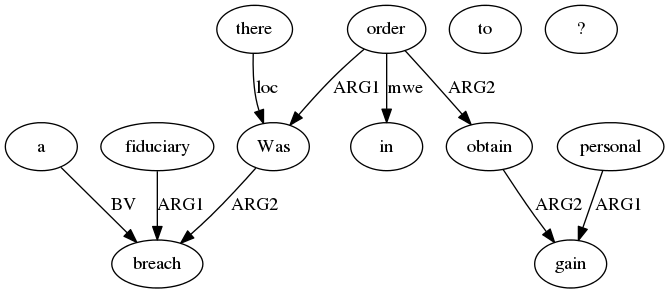 there order to ?
loc ARG1 mwe ARG2
a fiduciary Was in obtain personal
BV ARG1 ARG2 ARG2 ARG1
breach gain